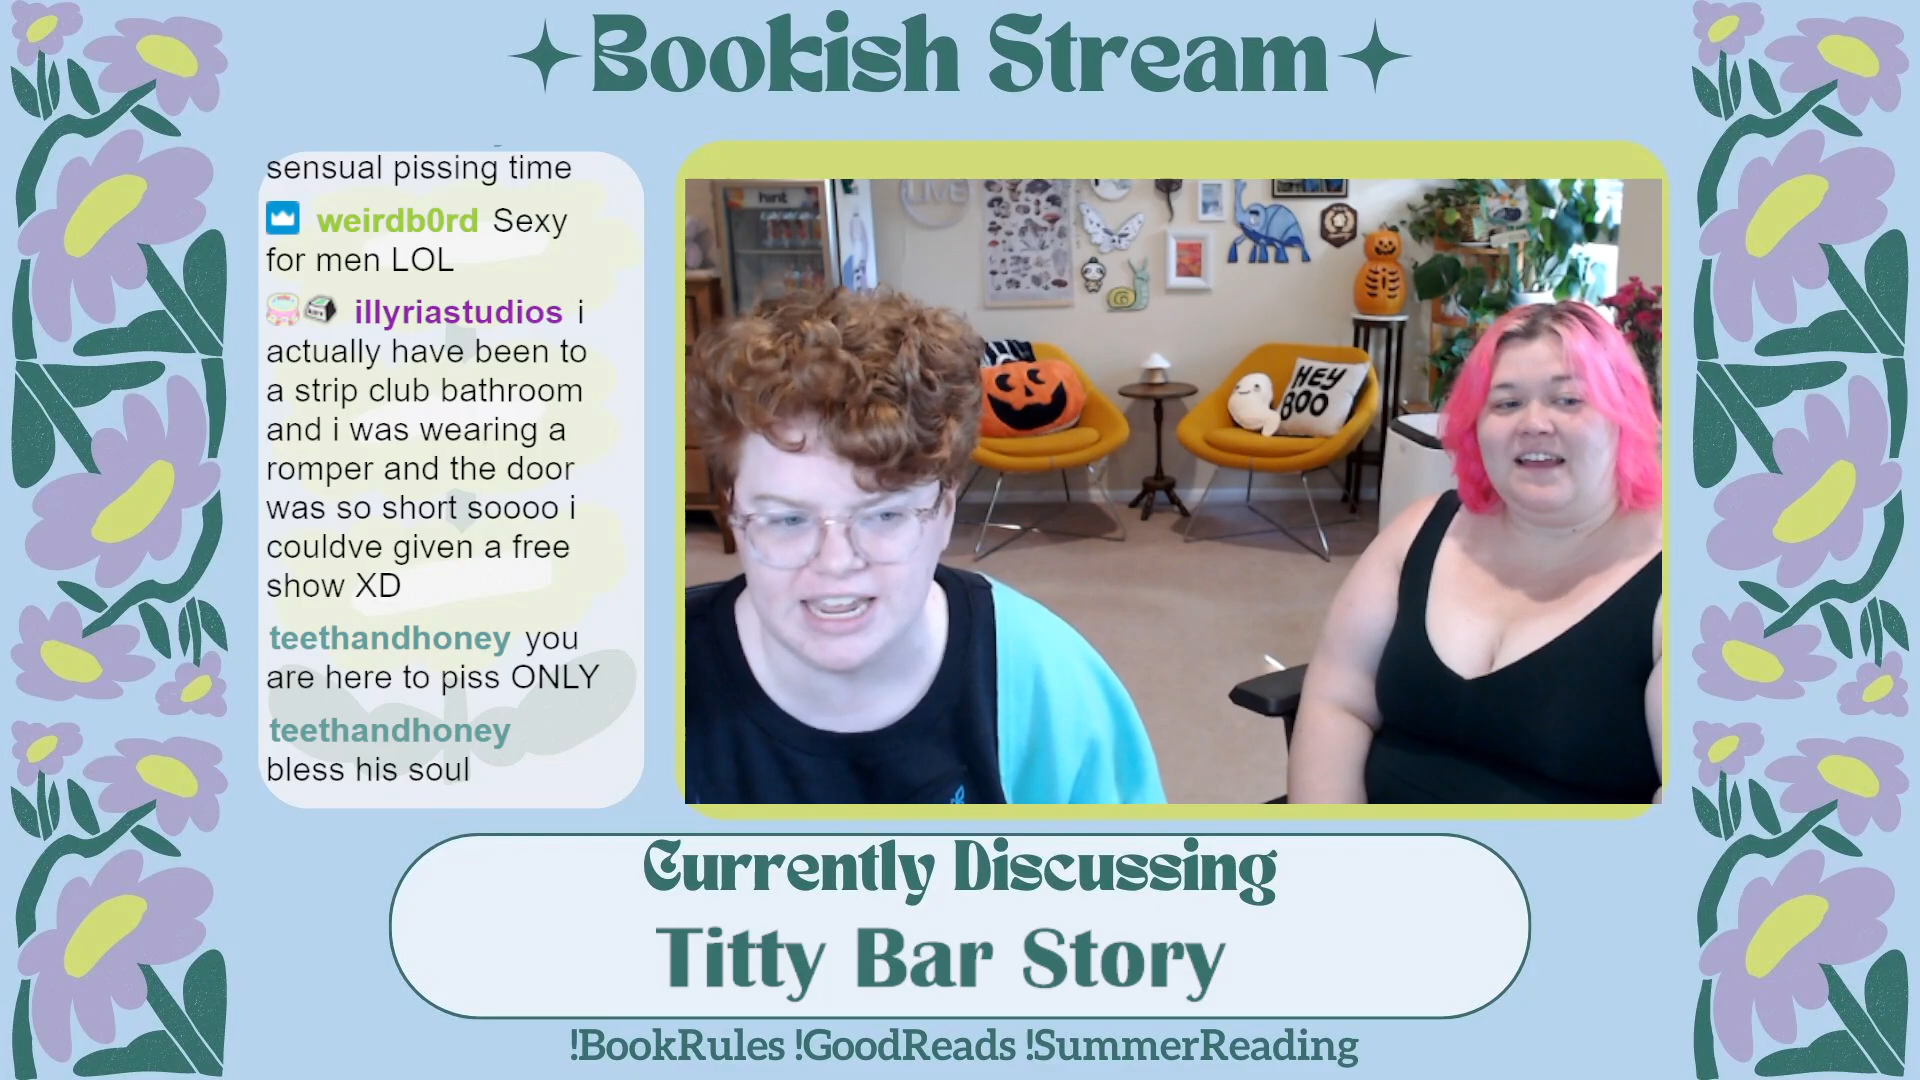 Bookish Stream
sensual pissing time
weirdb0rd Sexy
for men LOL
illyriastudios i
actually have been to
a strip club bathroom
and i was wearing a
romper and the door
was so short soooo i
couldve given a free
show XD
teethandhoney you
are here to piss ONLY
teethandhoney
bless his soul
hint
LIVE
HEY
BOO
Currently Discussing
Titty Bar Story
!BookRules !GoodReads !SummerReading